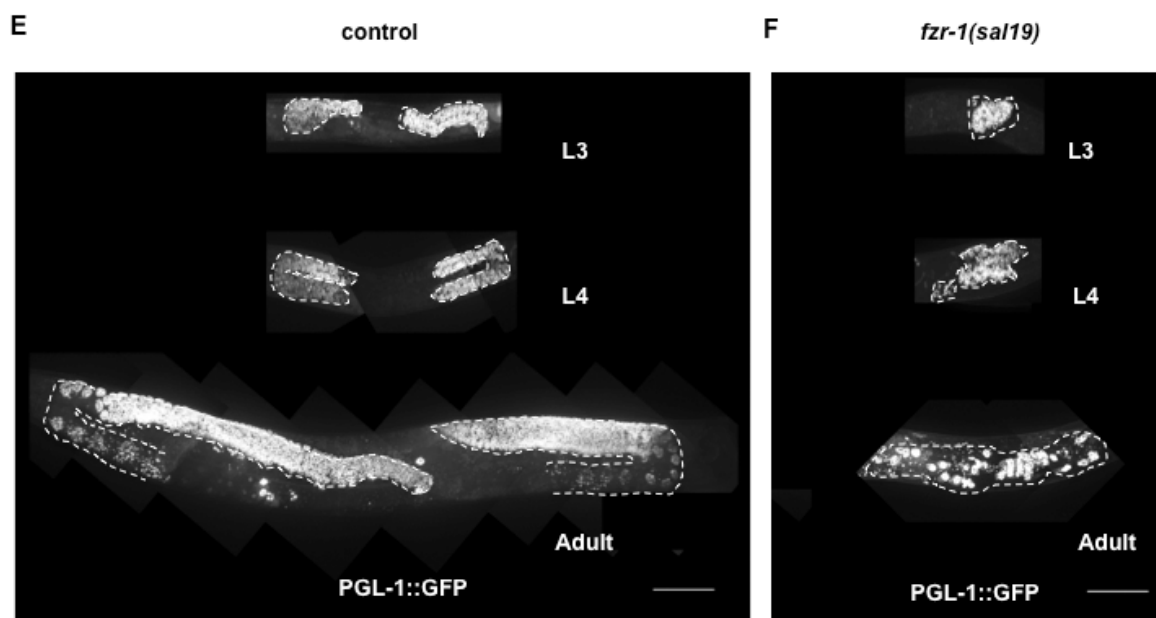 E
control
L3
L4
Adult
PGL-1::GFP
F
fzr-1(sal19)
L3
L4
Adult
PGL-1::GFP